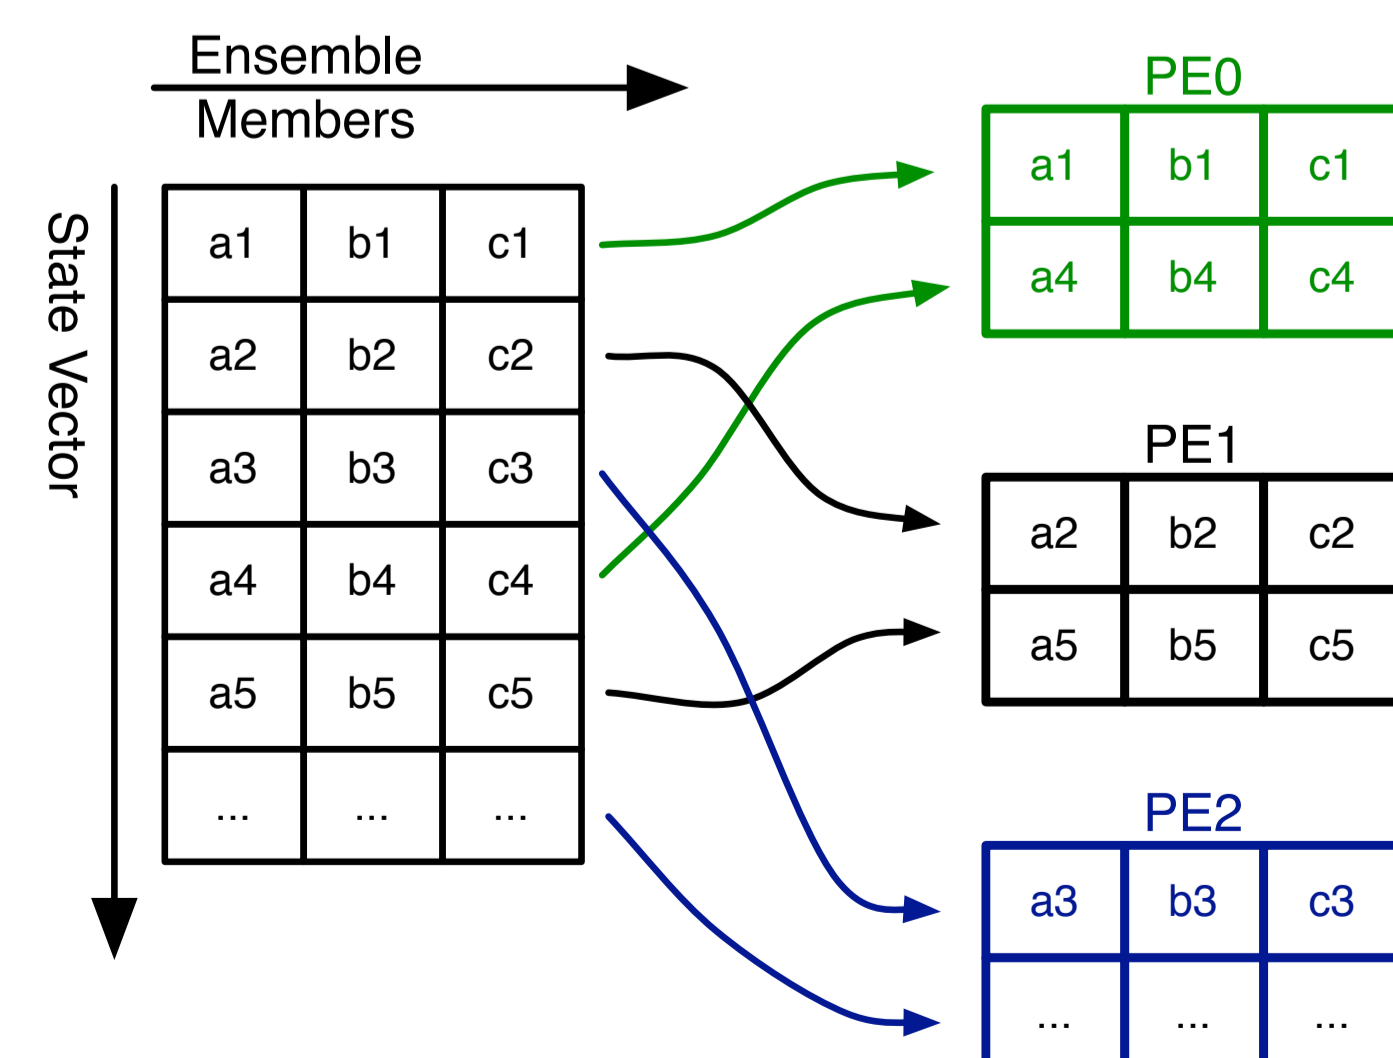 Ensemble
Members
State Vector
a1 b1 c1
a2 b2 c2
a3 b3 c3
a4 b4 c4
a5 b5 c5
... ... ...
PE0
a1 b1 c1
a4 b4 c4
PE1
a2 b2 c2
a5 b5 c5
PE2
a3 b3 c3
... ... ...